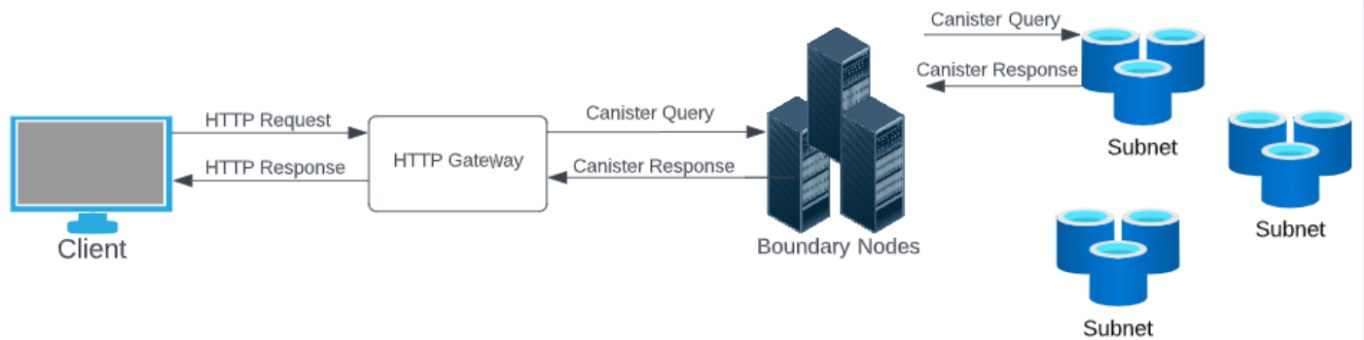 Canister Query
Canister Response
Subnet
HTTP Request
HTTP Response
Client
HTTP Gateway
Canister Query
Canister Response
Boundary Nodes
Subnet
Subnet